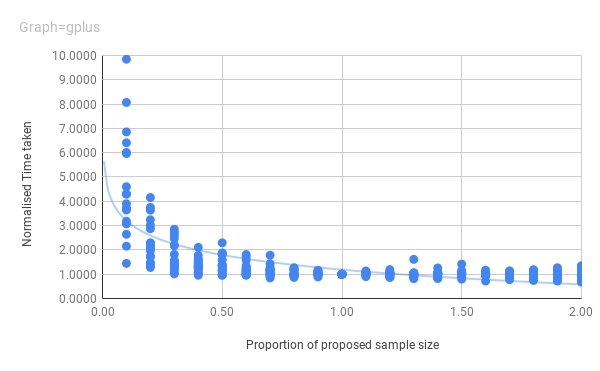 Graph=gplus
10.0000
9.0000
8.0000
7.0000
6.0000
5.0000
4.0000
3.0000
2.0000
1.0000
0.0000
Normalised Time taken
0.00 0.50 1.00 1.50 2.00
Proportion of proposed sample size